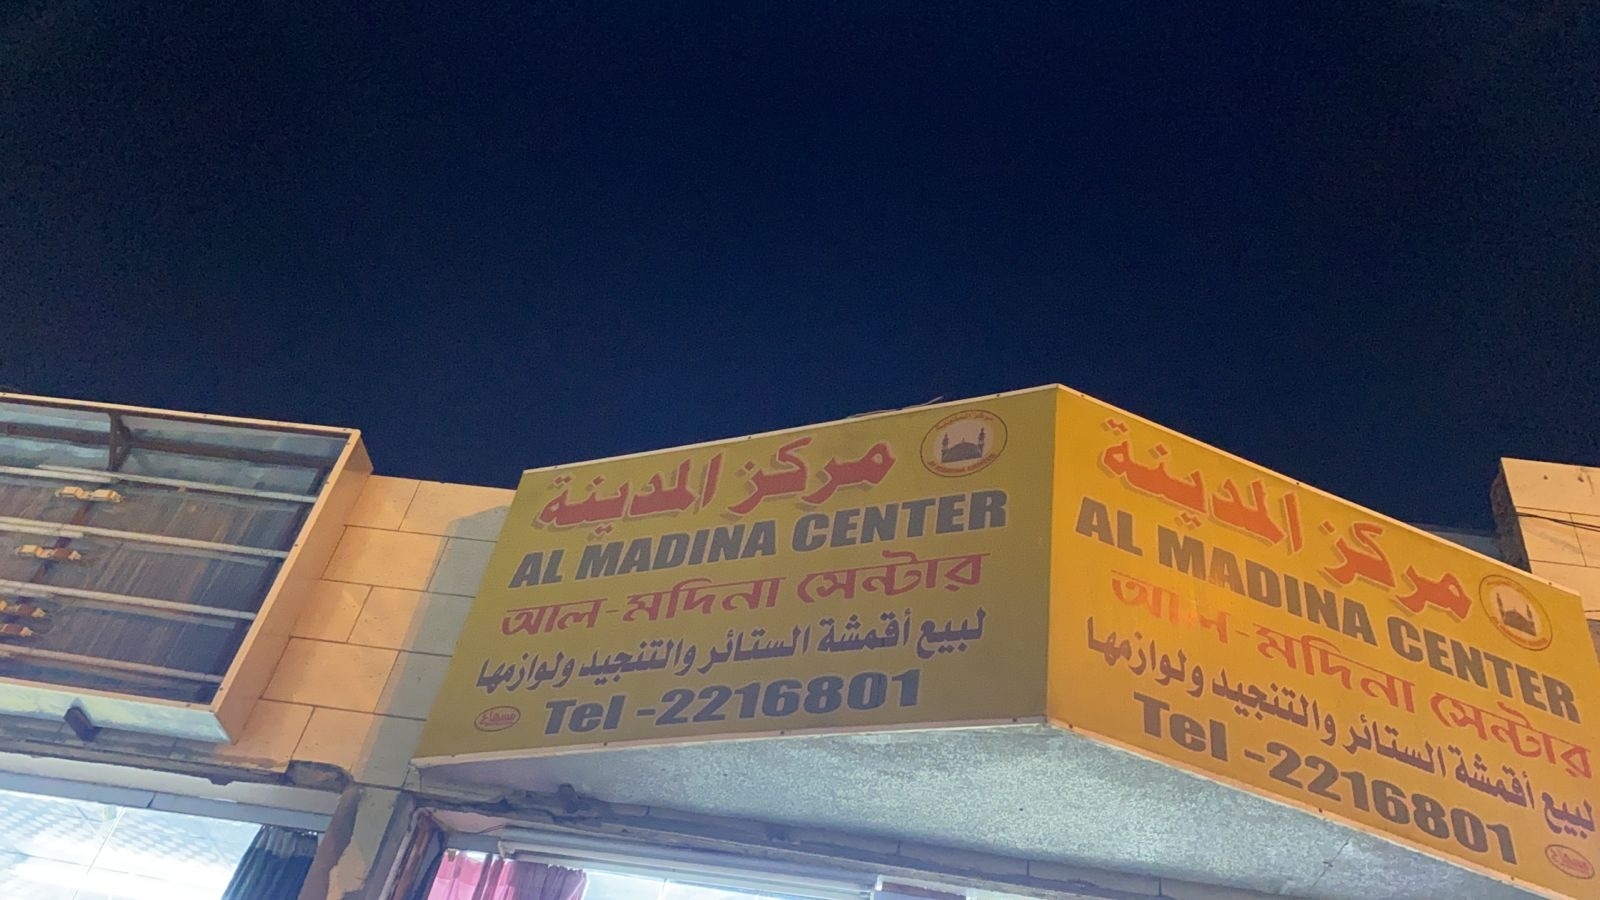 مركز المدينة
AL MADINA CENTER
আল-মদিনা সেন্টার
لبيع أقمشة الستائر والتنجيد ولوازمها
Tel -2216801
مركز المدينة
AL MADINA CENTER
আল-মদিনা সেন্টার
لبيع أقمشة الستائر والتنجيد ولوازمها
Tel -2216801